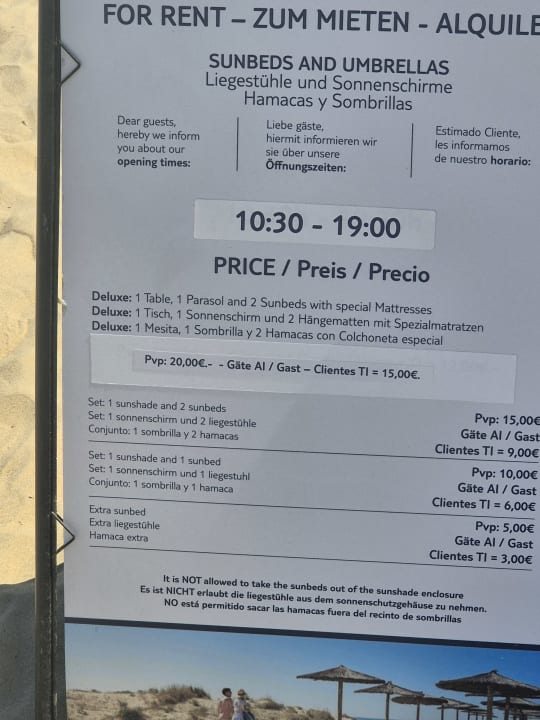 FOR RENT – ZUM MIETEN - ALQUILE
SUNBEDS AND UMBRELLAS
Liegestühle und Sonnenschirme
Hamacas y Sombrillas
Dear guests,
hereby we inform
you about our
opening times:
Liebe gäste,
hiermit informieren wir
sie über unsere
Öffnungszeiten:
Estimado Cliente,
les informamos
de nuestro horario:
10:30 - 19:00
PRICE / Preis / Precio
Deluxe: 1 Table, 1 Parasol and 2 Sunbeds with special Mattresses
Deluxe: 1 Tisch, 1 Sonnenschirm und 2 Hängematten mit Spezialmatratzen
Deluxe: 1 Mesita, 1 Sombrilla y 2 Hamacas con Colchoneta especial
Pvp: 20,00€.- - Gäte AI / Gast – Clientes TI = 15,00€.
Set: 1 sunshade and 2 sunbeds
Set: 1 sonnenschirm und 2 liegestühle
Conjunto: 1 sombrilla y 2 hamacas
Pvp: 15,00€
Gäte AI / Gast
Clientes TI = 9,00€
Set: 1 sunshade and 1 sunbed
Set: 1 sonnenschirm und 1 liegestuhl
Conjunto: 1 sombrilla y 1 hamaca
Pvp: 10,00€
Gäte AI / Gast
Clientes TI = 6,00€
Extra sunbed
Extra liegestühle
Hamaca extra
Pvp: 5,00€
Gäte AI / Gast
Clientes TI = 3,00€
It is NOT allowed to take the sunbeds out of the sunshade enclosure
Es ist NICHT erlaubt die liegestühle aus dem sonnenschutzgehäuse zu nehmen.
NO está permitido sacar las hamacas fuera del recinto de sombrillas